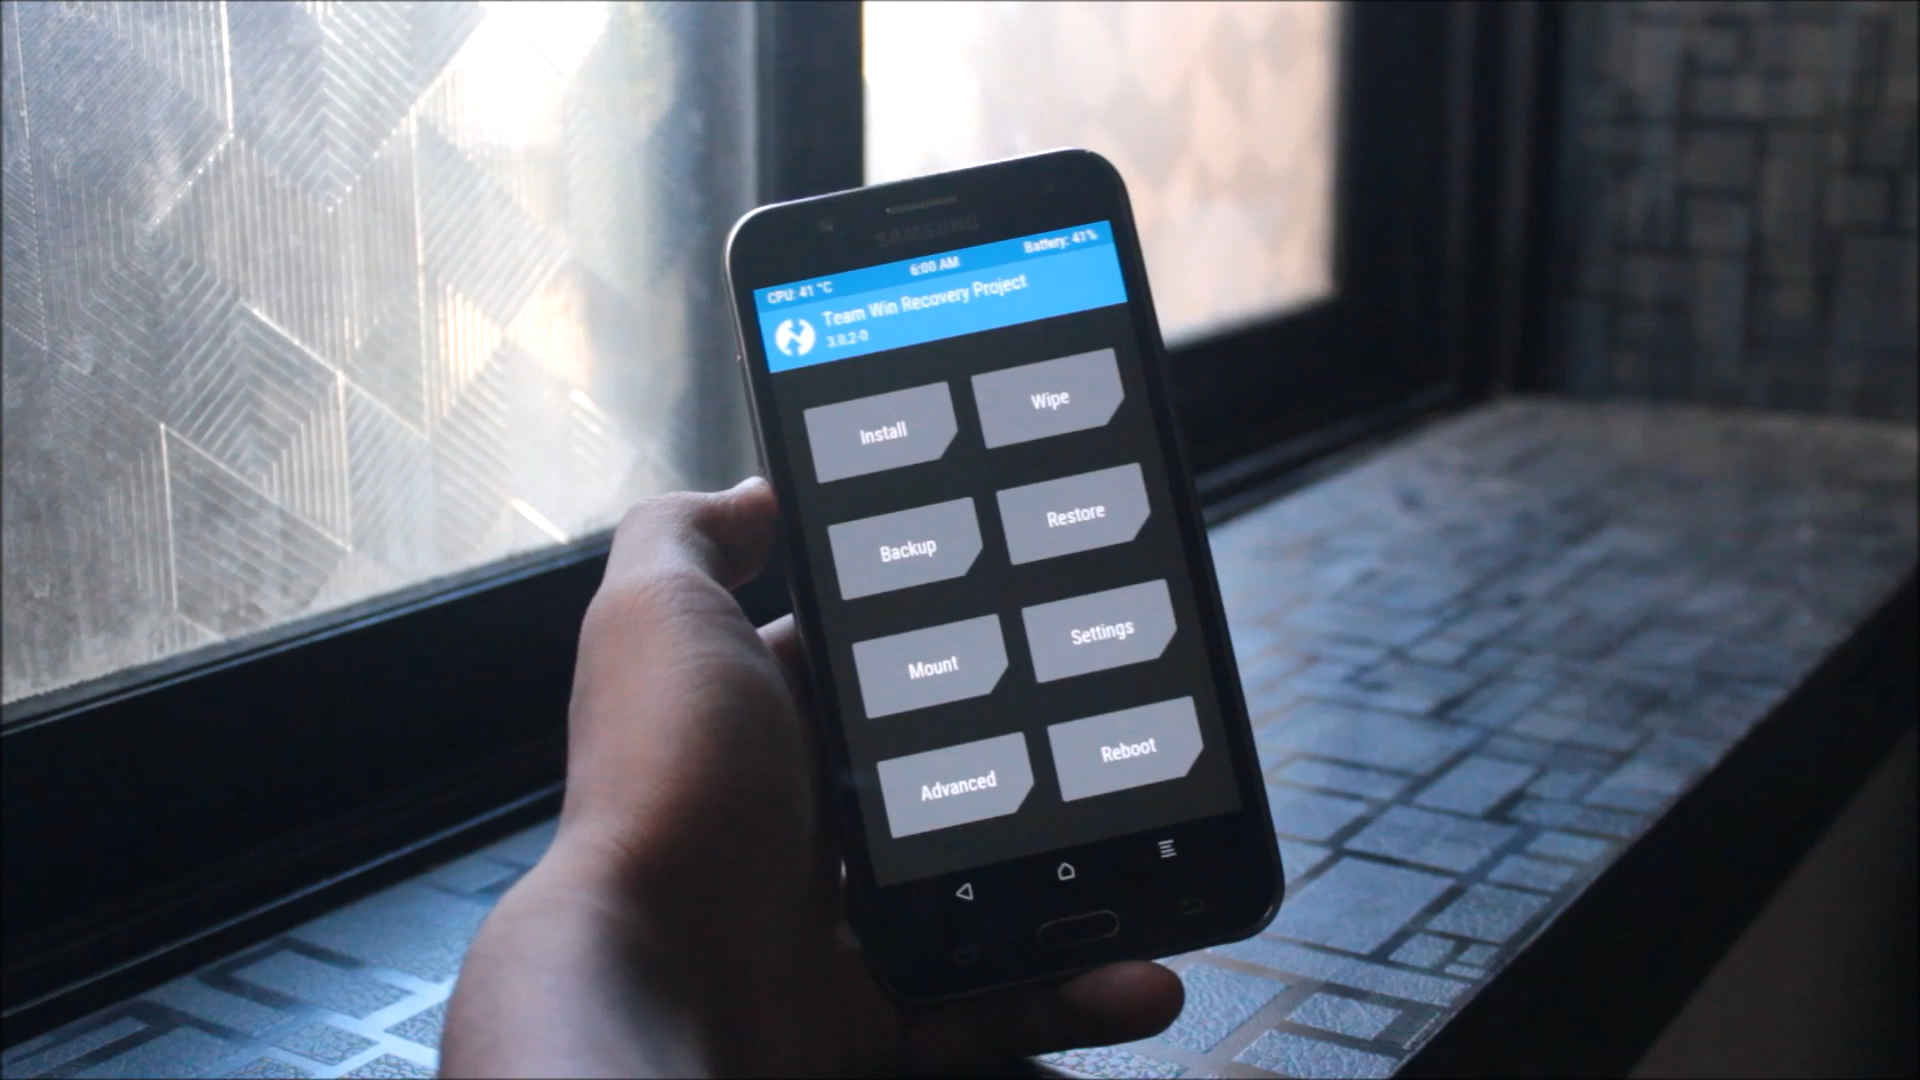 SAMSUNG
CPU: 41 °C 6:00 AM Battery: 41%
Team Win Recovery Project
3.0.2-0
Install Wipe
Backup Restore
Mount Settings
Advanced Reboot